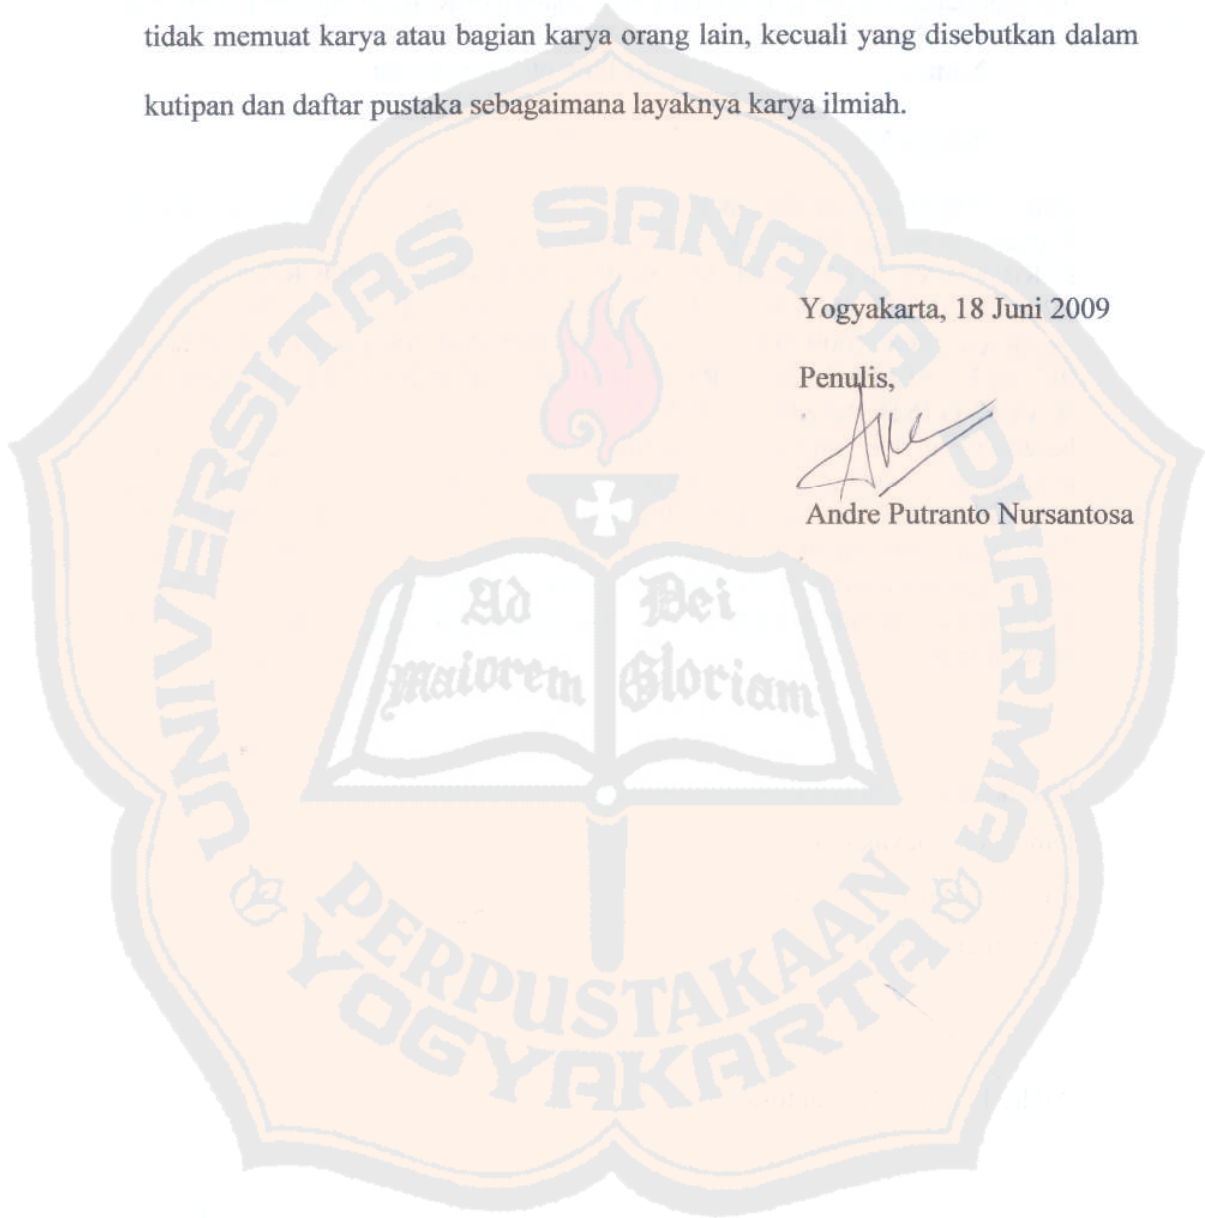 tidak memuat karya atau bagian karya orang lain, kecuali yang disebutkan dalam
kutipan dan daftar pustaka sebagaimana layaknya karya ilmiah.
Yogyakarta, 18 Juni 2009
Penulis,
Andre Putranto Nursantosa
UNIVERSITAS SANATA DHARMA
Ad
maiorem
Dei
Gloriam
PERPUSTAKAAN
YOGYAKARTA